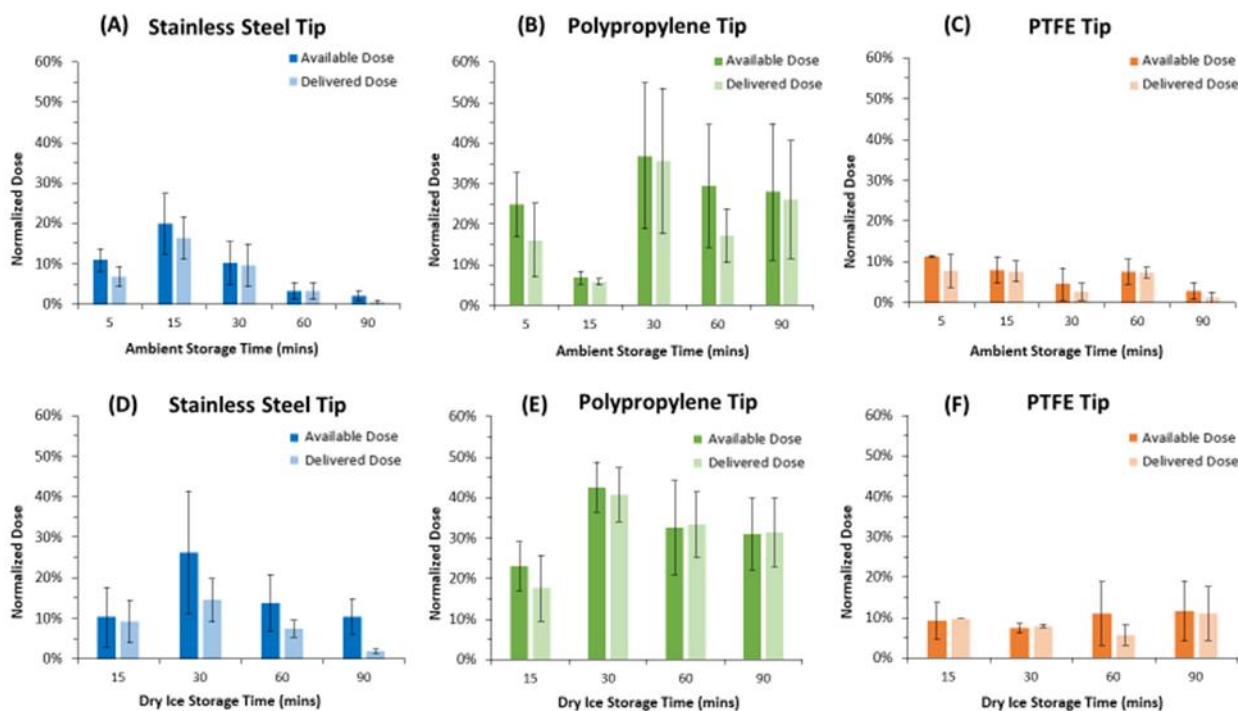 (A) Stainless Steel Tip
Available Dose
Delivered Dose
60%
50%
40%
30%
20%
10%
0%
Normalized Dose
5 15 30 60 90
Ambient Storage Time (mins)
(B) Polypropylene Tip
Available Dose
Delivered Dose
60%
50%
40%
30%
20%
10%
0%
Normalized Dose
5 15 30 60 90
Ambient Storage Time (mins)
(C) PTFE Tip
Available Dose
Delivered Dose
60%
50%
40%
30%
20%
10%
0%
Normalized Dose
5 15 30 60 90
Ambient Storage Time (mins)
(D) Stainless Steel Tip
Available Dose
Delivered Dose
60%
50%
40%
30%
20%
10%
0%
Normalized Dose
15 30 60 90
Dry Ice Storage Time (mins)
(E) Polypropylene Tip
Available Dose
Delivered Dose
60%
50%
40%
30%
20%
10%
0%
Normalized Dose
15 30 60 90
Dry Ice Storage Time (mins)
(F) PTFE Tip
Available Dose
Delivered Dose
60%
50%
40%
30%
20%
10%
0%
Normalized Dose
15 30 60 90
Dry Ice Storage Time (mins)